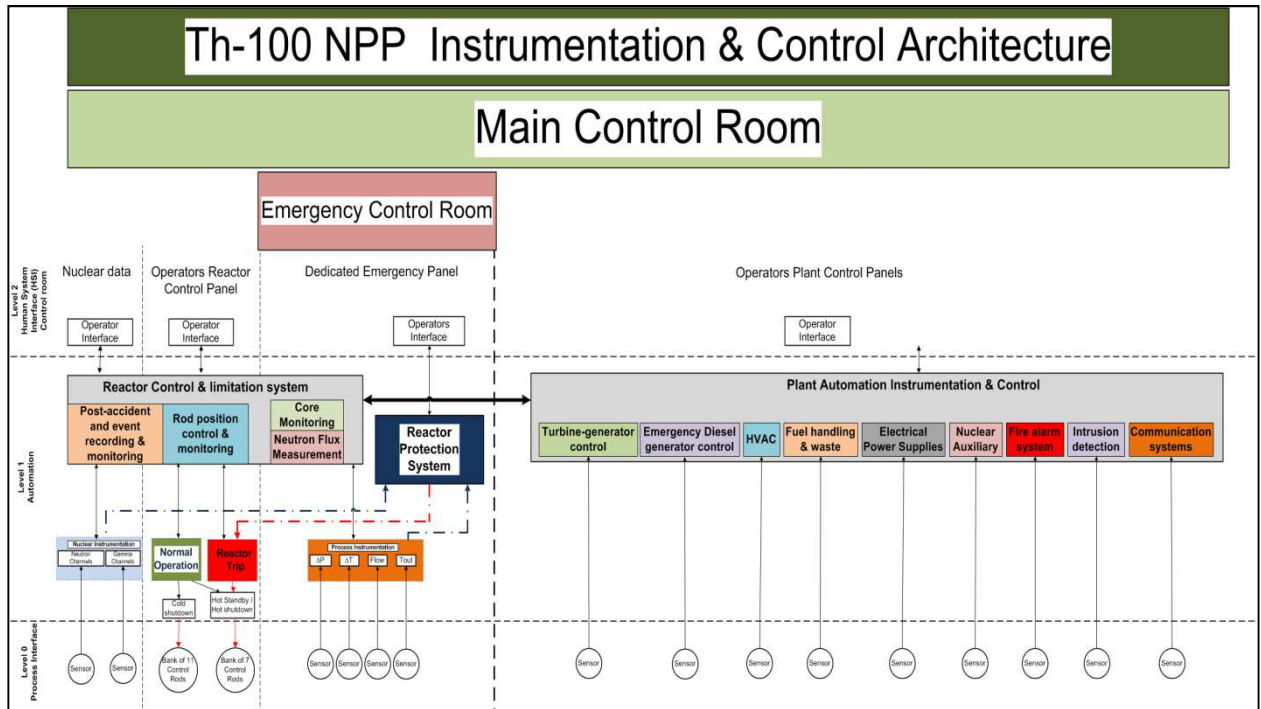 Th-100 NPP Instrumentation & Control Architecture
Main Control Room
Emergency Control Room
Level 2
Human System
Interface (HSI)
Control room
Nuclear data
Operators Reactor
Control Panel
Dedicated Emergency Panel
Operators Plant Control Panels
Operator
Interface
Operator
Interface
Operators
Interface
Operator
Interface
Level 1
Automation
Reactor Control & limitation system
Post-accident
and event
recording &
monitoring
Rod position
control &
monitoring
Core
Monitoring
Neutron Flux
Measurement
Reactor
Protection
System
Plant Automation Instrumentation & Control
Turbine-generator
control
Emergency Diesel
generator control
HVAC
Fuel handling
& waste
Electrical
Power Supplies
Nuclear
Auxiliary
Fire alarm
system
Intrusion
detection
Communication
systems
Nuclear Instrumentation
Neutron
Channels
Gamma
Channels
Normal
Operation
Reactor
Trip
Process Instrumentation
ΔP
ΔT
Flow
Tout
Cold
shutdown
Hot Standby /
Hot shutdown
Level 0
Process Interface
Sensor
Sensor
Bank of 11
Control
Rods
Bank of 7
Control
Rods
Sensor
Sensor
Sensor
Sensor
Sensor
Sensor
Sensor
Sensor
Sensor
Sensor
Sensor
Sensor
Sensor